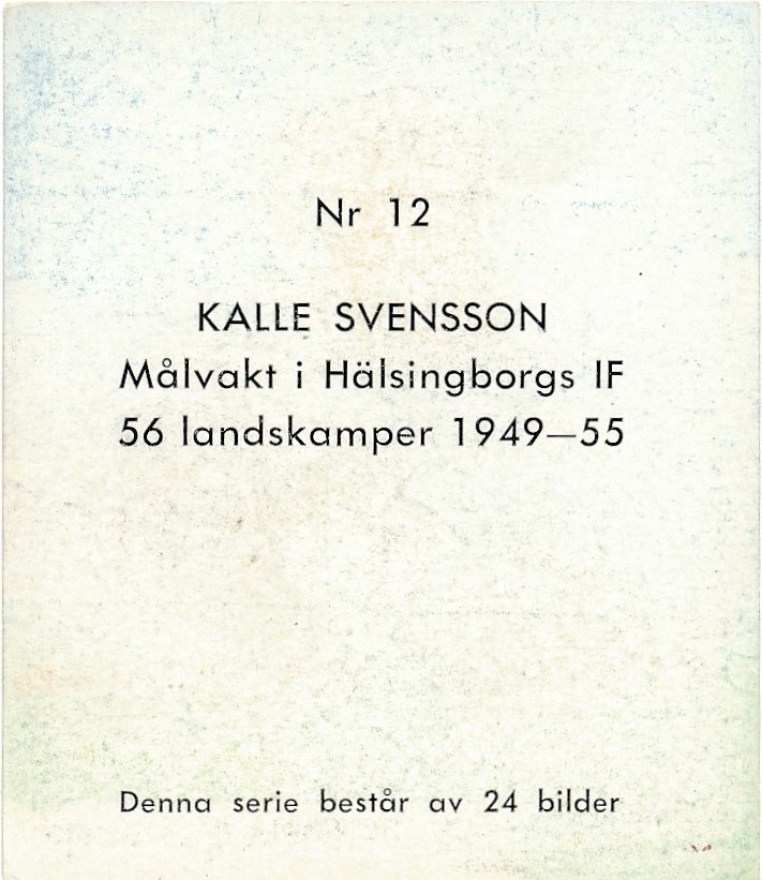 Nr 12
KALLE SVENSSON
Målvakt i Hälsingborgs IF
56 landskamper 1949—55
Denna serie består av 24 bilder